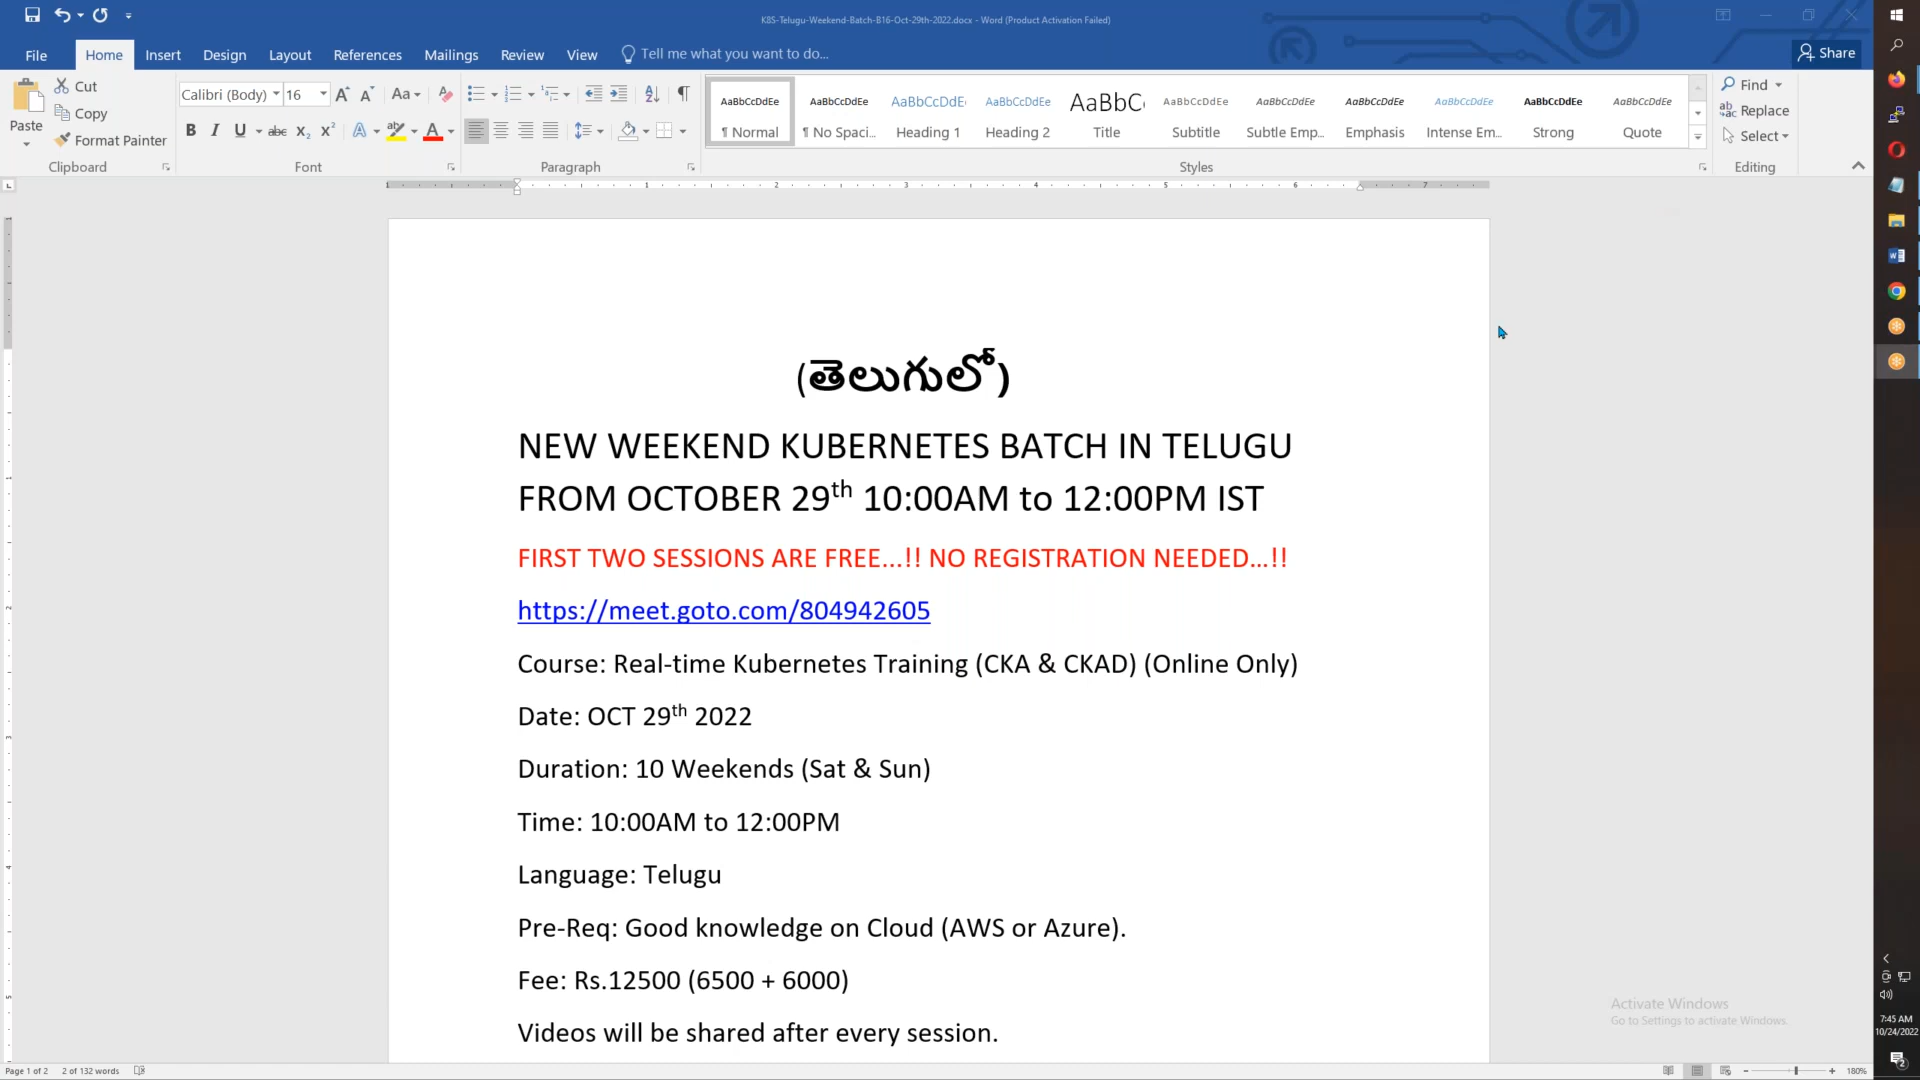 K8S-Telugu-Weekend-Batch-B16-Oct-29th-2022.docx - Word (Product Activation Failed)
File Home Insert Design Layout References Mailings Review View Tell me what you want to do... Share
Paste
Cut
Copy
Format Painter
Clipboard
Calibri (Body) 16
Font
Paragraph
AaBbCcDdEe AaBbCcDdEe AaBbCcDdE AaBbCcDdEe AaBbC AaBbCcDdEe AaBbCcDdEe AaBbCcDdEe AaBbCcDdEe AaBbCcDdEe AaBbCcDdEe
¶ Normal ¶ No Spaci... Heading 1 Heading 2 Title Subtitle Subtle Emp... Emphasis Intense Em... Strong Quote
Styles
Find
Replace
Select
Editing
(తెలుగులో)
NEW WEEKEND KUBERNETES BATCH IN TELUGU
FROM OCTOBER 29th 10:00AM to 12:00PM IST
FIRST TWO SESSIONS ARE FREE...!! NO REGISTRATION NEEDED...!!
https://meet.goto.com/804942605
Course: Real-time Kubernetes Training (CKA & CKAD) (Online Only)
Date: OCT 29th 2022
Duration: 10 Weekends (Sat & Sun)
Time: 10:00AM to 12:00PM
Language: Telugu
Pre-Req: Good knowledge on Cloud (AWS or Azure).
Fee: Rs.12500 (6500 + 6000)
Videos will be shared after every session.
Activate Windows
Go to Settings to activate Windows.
7:45 AM
10/24/2022
Page 1 of 2 2 of 132 words 180%